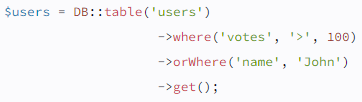 $users = DB::table('users')
->where('votes', '>', 100)
->orWhere('name', 'John')
->get();